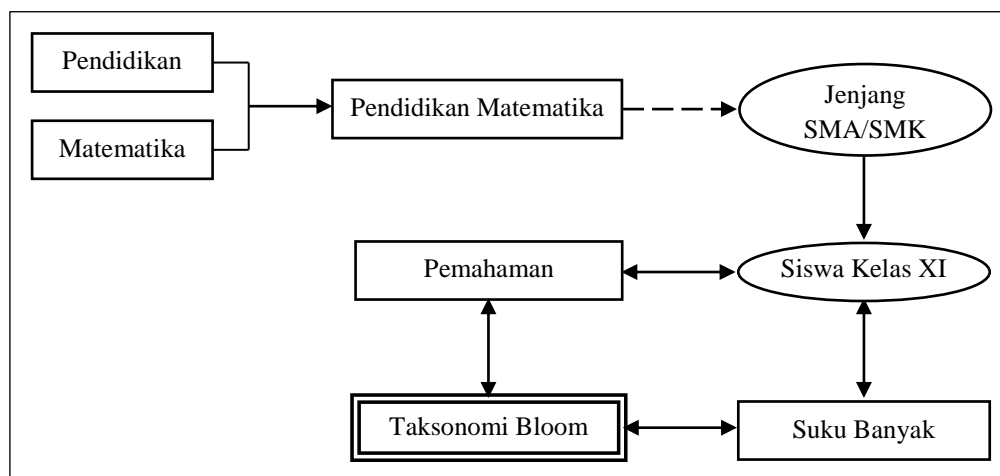 Pendidikan
Matematika
Pendidikan Matematika
Jenjang
SMA/SMK
Pemahaman
Siswa Kelas XI
Taksonomi Bloom
Suku Banyak